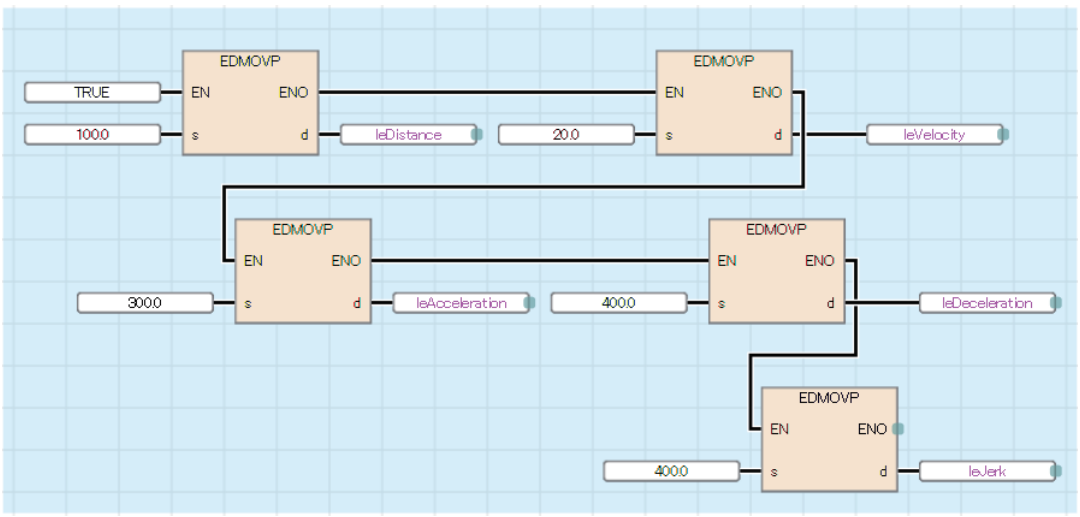 EDMOVP EDMOVP
TRUE EN ENO EN ENO
100.0 s d leDistance 20.0 s d leVelocity
EDMOVP EDMOVP
EN ENO EN ENO
300.0 s d leAcceleration 400.0 s d leDeceleration
EDMOVP
EN ENO
400.0 s d leJerk